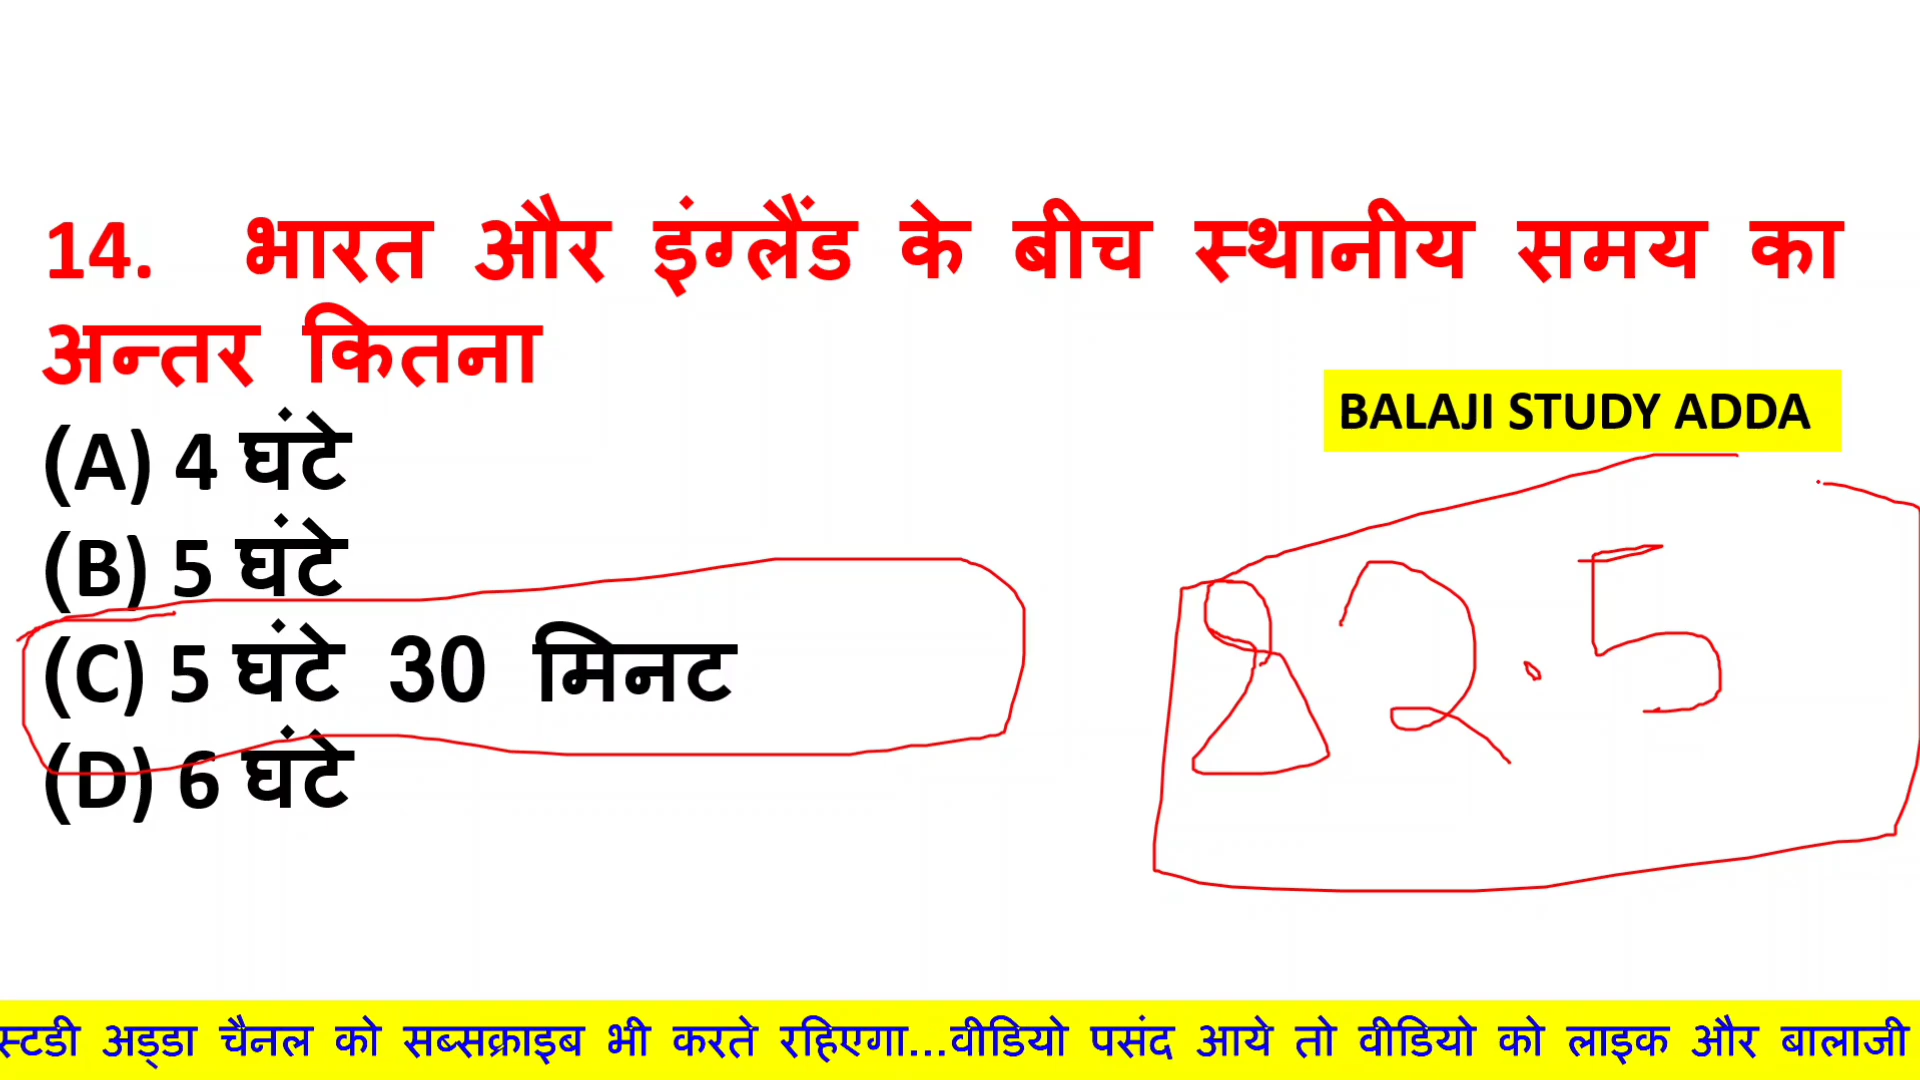 14. भारत और इंग्लैंड के बीच स्थानीय समय का
अन्तर कितना
(A) 4 घंटे
BALAJI STUDY ADDA
(B) 5 घंटे
(C) 5 घंटे 30 मिनट
82.5
(D) 6 घंटे
स्टडी अड्डा चैनल को सब्सक्राइब भी करते रहिएगा...वीडियो पसंद आये तो वीडियो को लाइक और बालाजी